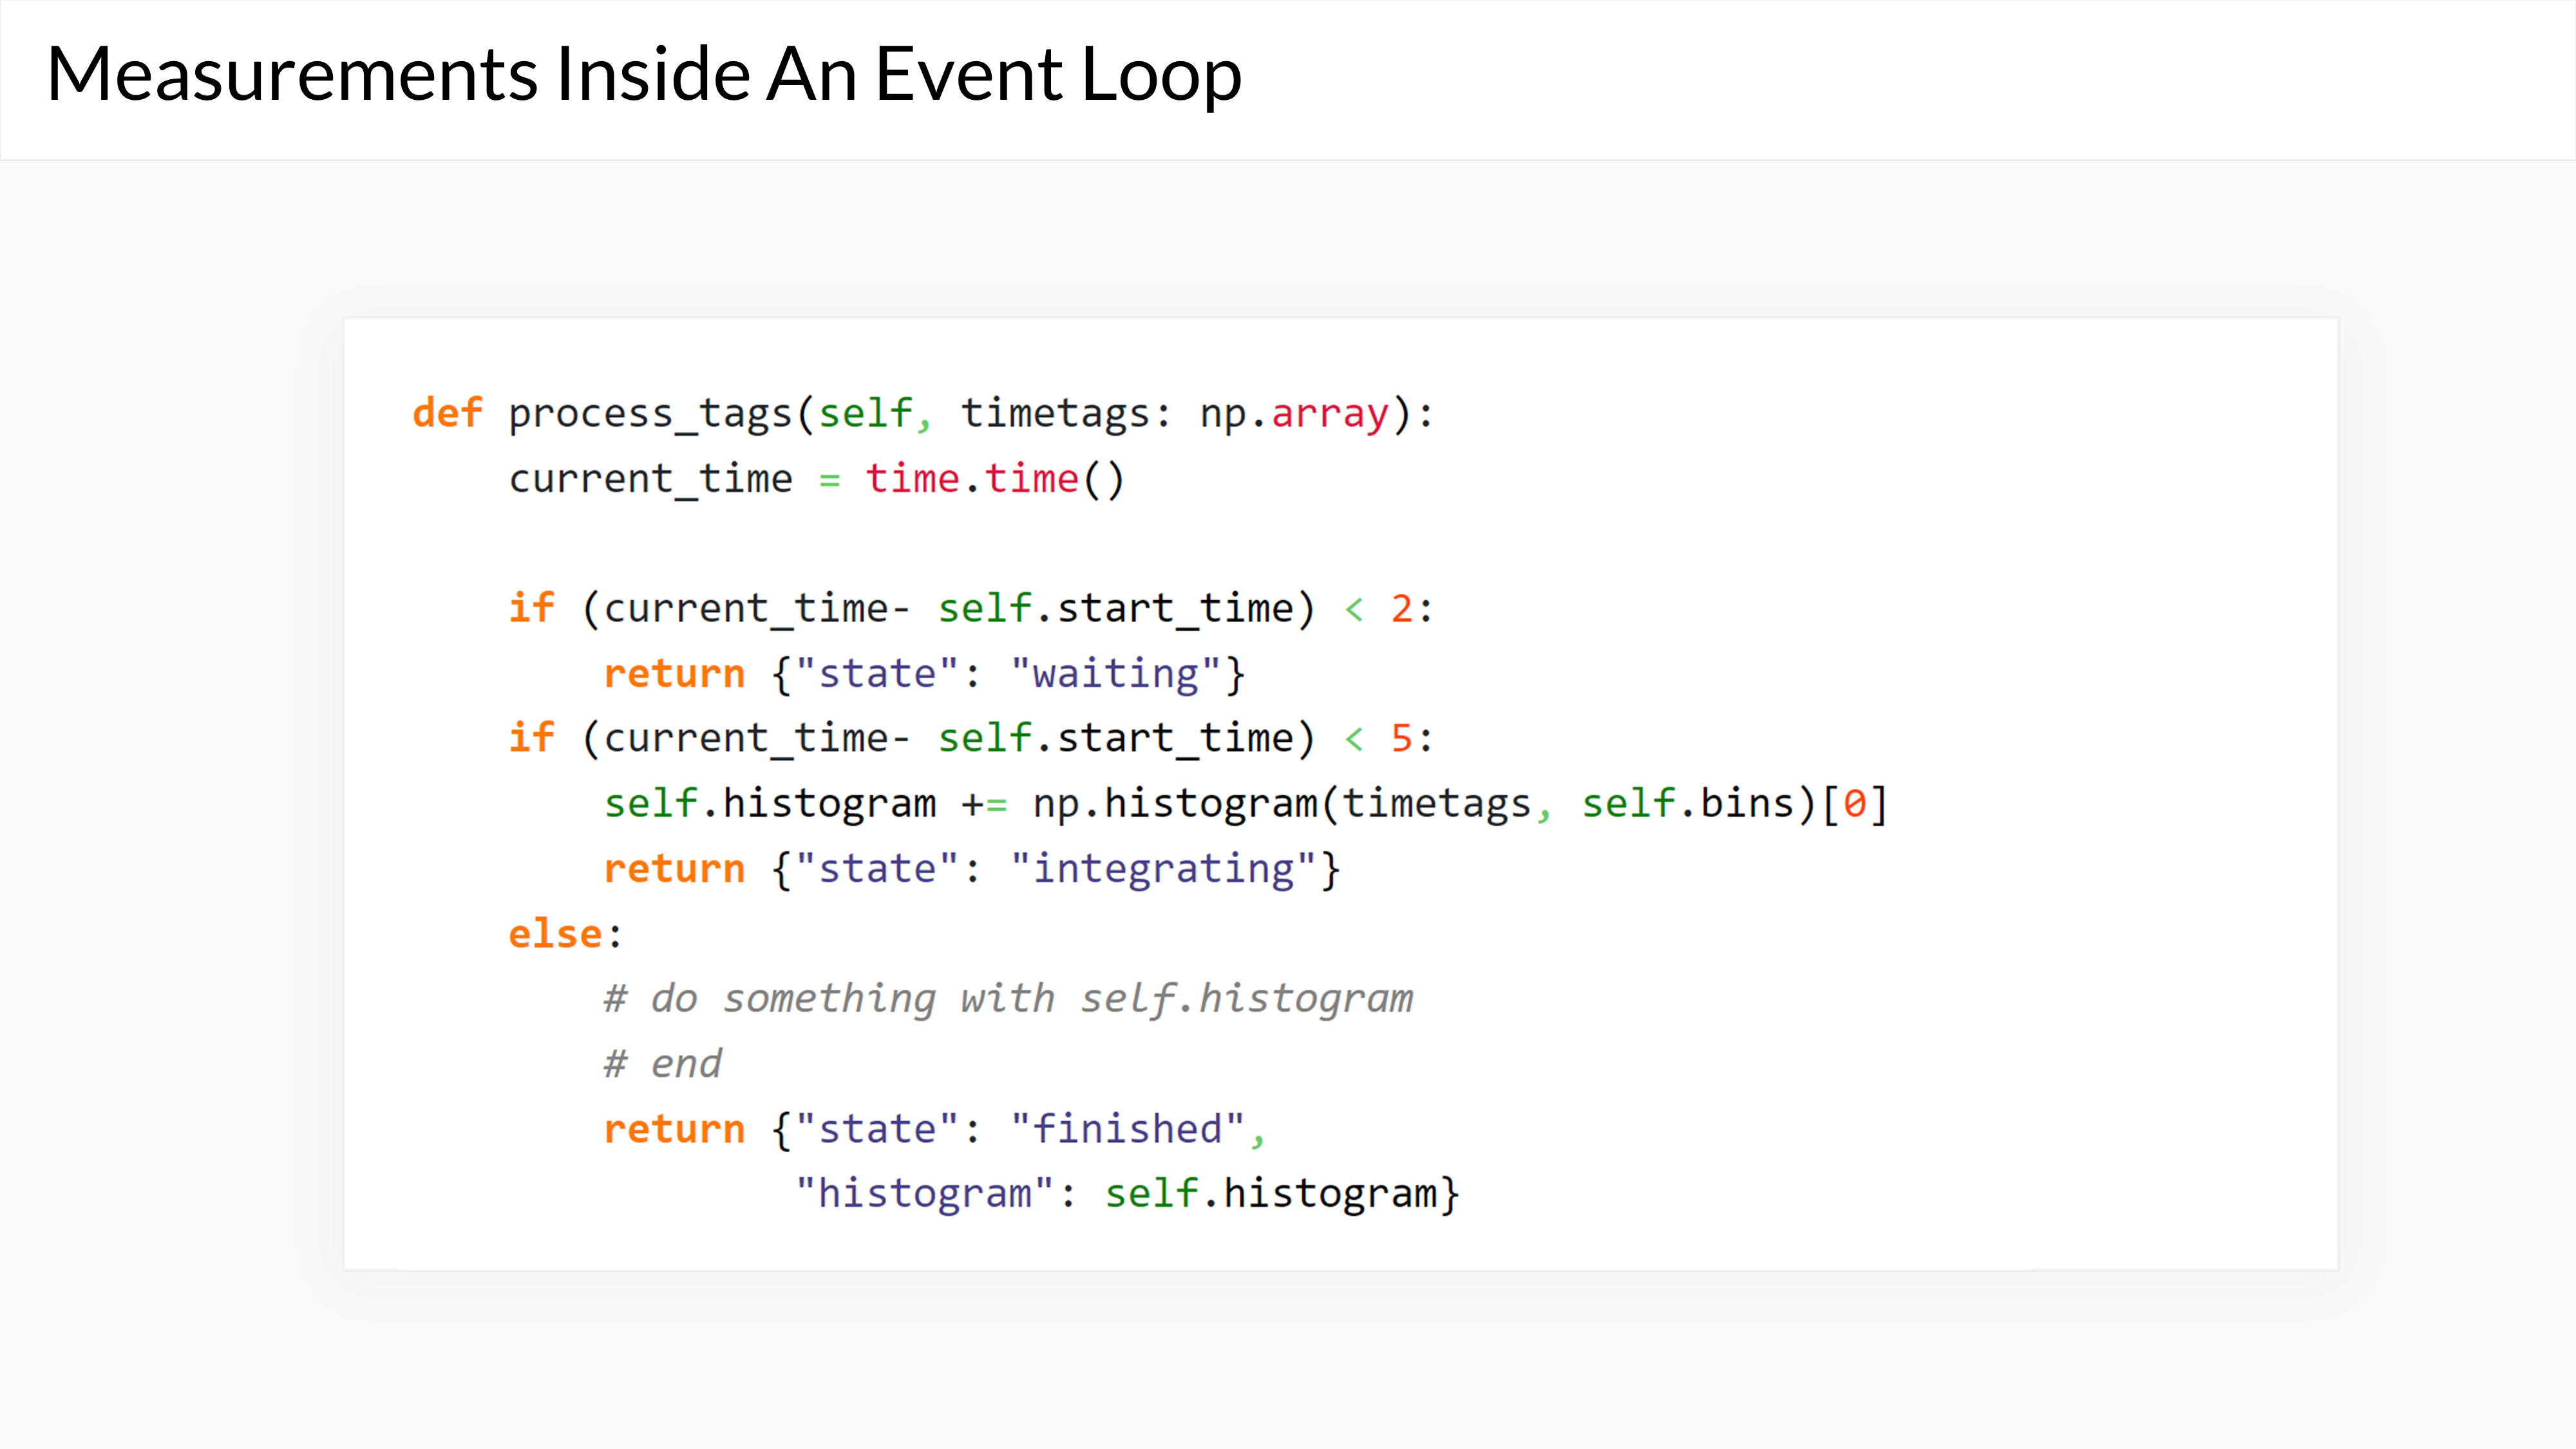 Measurements Inside An Event Loop
def process_tags(self, timetags: np.array):
    current_time = time.time()
    if (current_time- self.start_time) < 2:
        return {"state": "waiting"}
    if (current_time- self.start_time) < 5:
        self.histogram += np.histogram(timetags, self.bins)[0]
        return {"state": "integrating"}
    else:
        # do something with self.histogram
        # end
        return {"state": "finished",
                "histogram": self.histogram}